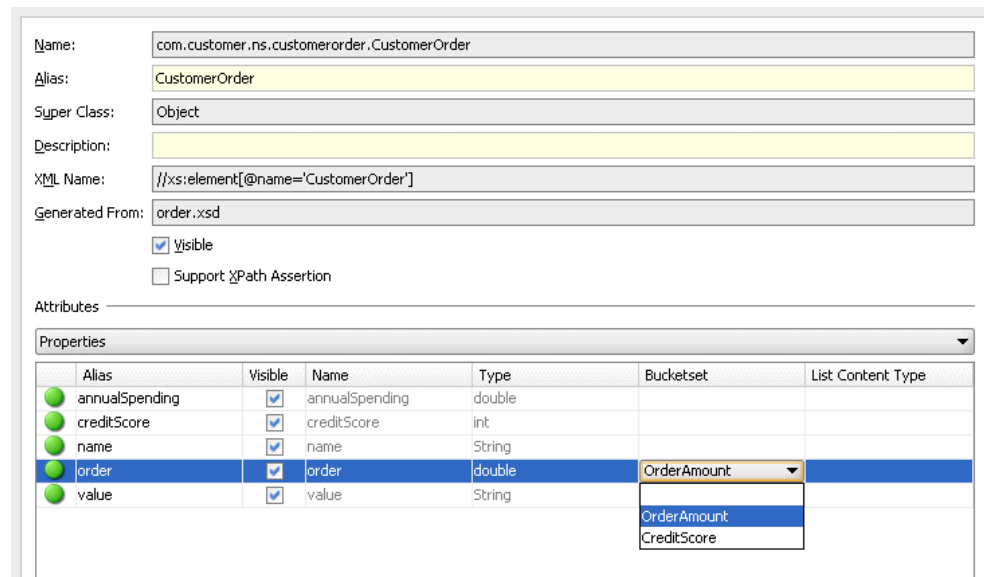 Name: com.customer.ns.customerorder.CustomerOrder
Alias: CustomerOrder
Super Class: Object
Description:
XML Name: //xs:element[@name='CustomerOrder']
Generated From: order.xsd
Visible
Support XPath Assertion
Attributes
Properties
Alias Visible Name Type Bucketset List Content Type
annualSpending annualSpending double
creditScore creditScore int
name name String
order order double OrderAmount
value value String
OrderAmount
CreditScore